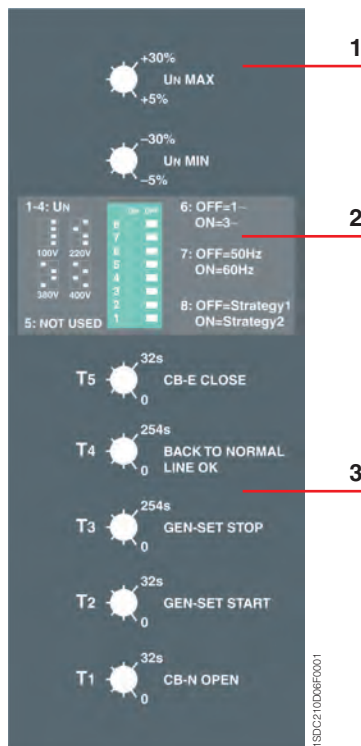 1
+30%
UN MAX
+5%
–30%
UN MIN
–5%
2
1-4: UN
100V 220V
380V 400V
5: NOT USED
8
7
6
5
4
3
2
1
6: OFF=1~
ON=3~
7: OFF=50Hz
ON=60Hz
8: OFF=Strategy1
ON=Strategy2
T5
32s
0
CB-E CLOSE
T4
254s
0
BACK TO NORMAL
LINE OK
3
T3
254s
0
GEN-SET STOP
T2
32s
0
GEN-SET START
T1
32s
0
CB-N OPEN
1SDC210D06F0001